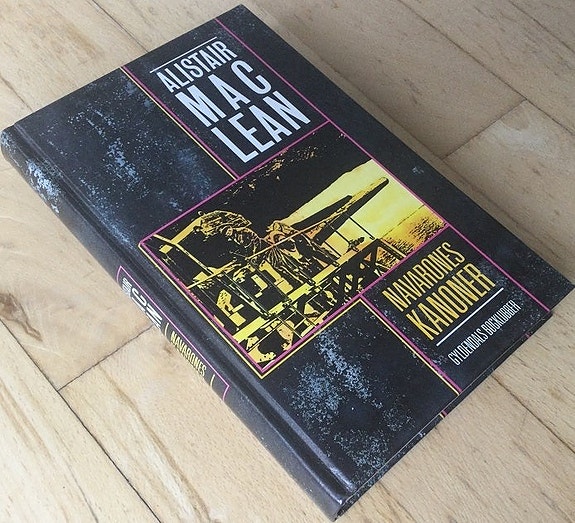 ALISTAIR
MAC
LEAN
NAVARONES
KANONER
GYLDENDALS BOGKLUBBER
NAVARONES